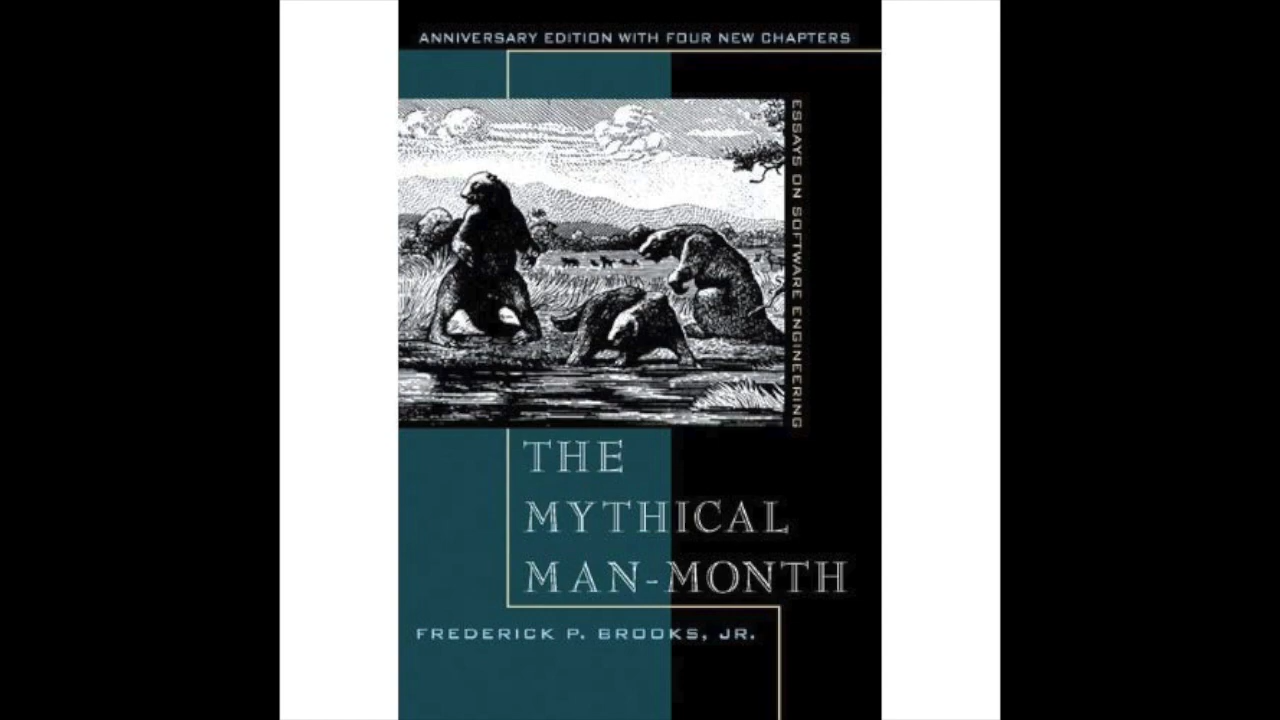 ANNIVERSARY EDITION WITH FOUR NEW CHAPTERS
ESSAYS ON SOFTWARE ENGINEERING
THE
MYTHICAL
MAN-MONTH
FREDERICK P. BROOKS, JR.